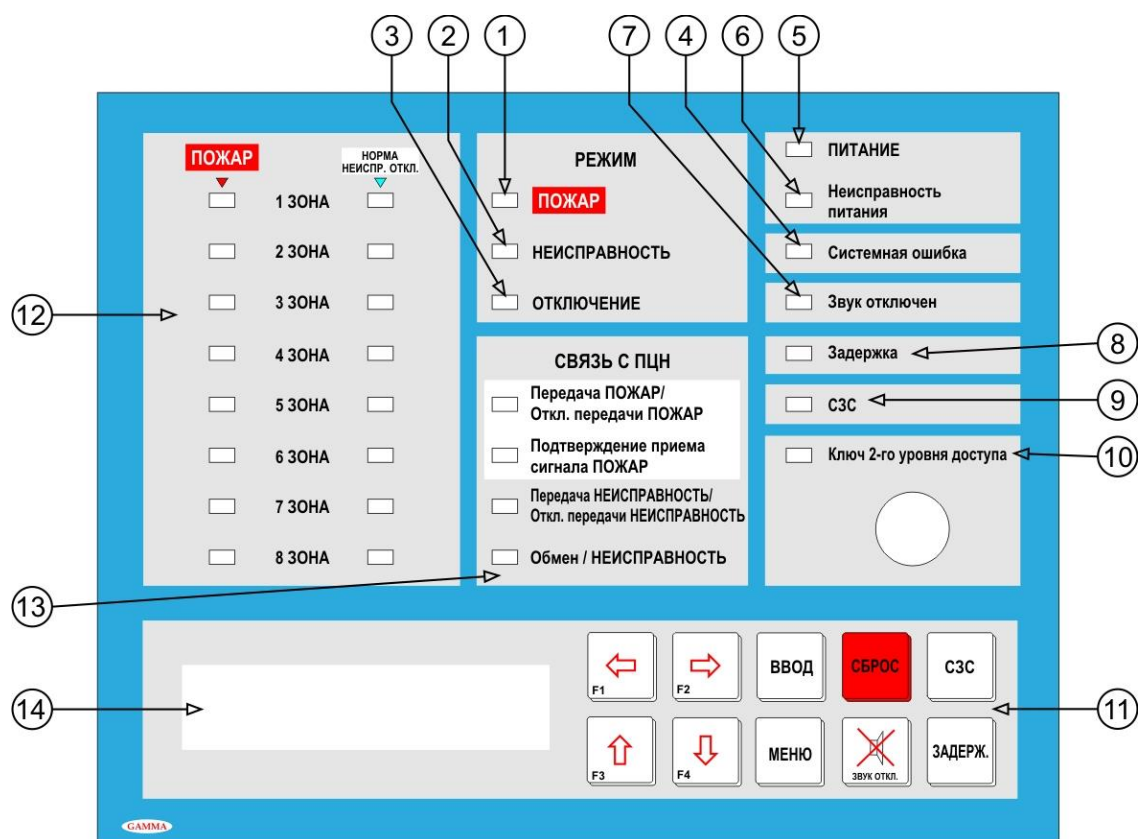 3
2
1
7
4
6
5
ПОЖАР
НОРМА
НЕИСПР. ОТКЛ.
1 ЗОНА
2 ЗОНА
3 ЗОНА
4 ЗОНА
5 ЗОНА
6 ЗОНА
7 ЗОНА
8 ЗОНА
12
РЕЖИМ
ПОЖАР
НЕИСПРАВНОСТЬ
ОТКЛЮЧЕНИЕ
СВЯЗЬ С ПЦН
Передача ПОЖАР/
Откл. передачи ПОЖАР
Подтверждение приема
сигнала ПОЖАР
Передача НЕИСПРАВНОСТЬ/
Откл. передачи НЕИСПРАВНОСТЬ
Обмен / НЕИСПРАВНОСТЬ
13
ПИТАНИЕ
Неисправность
питания
Системная ошибка
Звук отключен
Задержка
8
СЗС
9
Ключ 2-го уровня доступа
10
14
F1
F2
ВВОД
СБРОС
СЗС
11
F3
F4
МЕНЮ
ЗВУК ОТКЛ.
ЗАДЕРЖ.
GAMMA